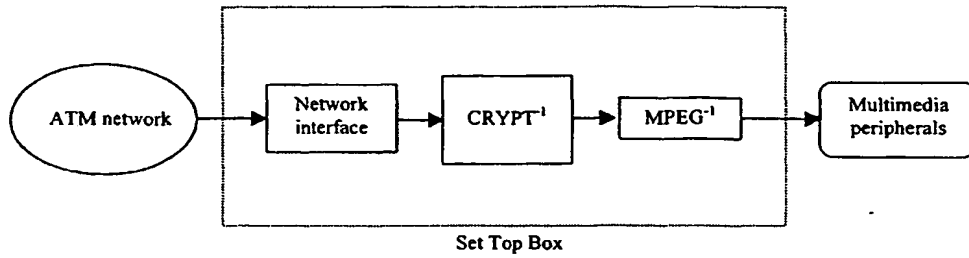 ATM network
Network
interface
CRYPT⁻¹
MPEG⁻¹
Multimedia
peripherals
Set Top Box